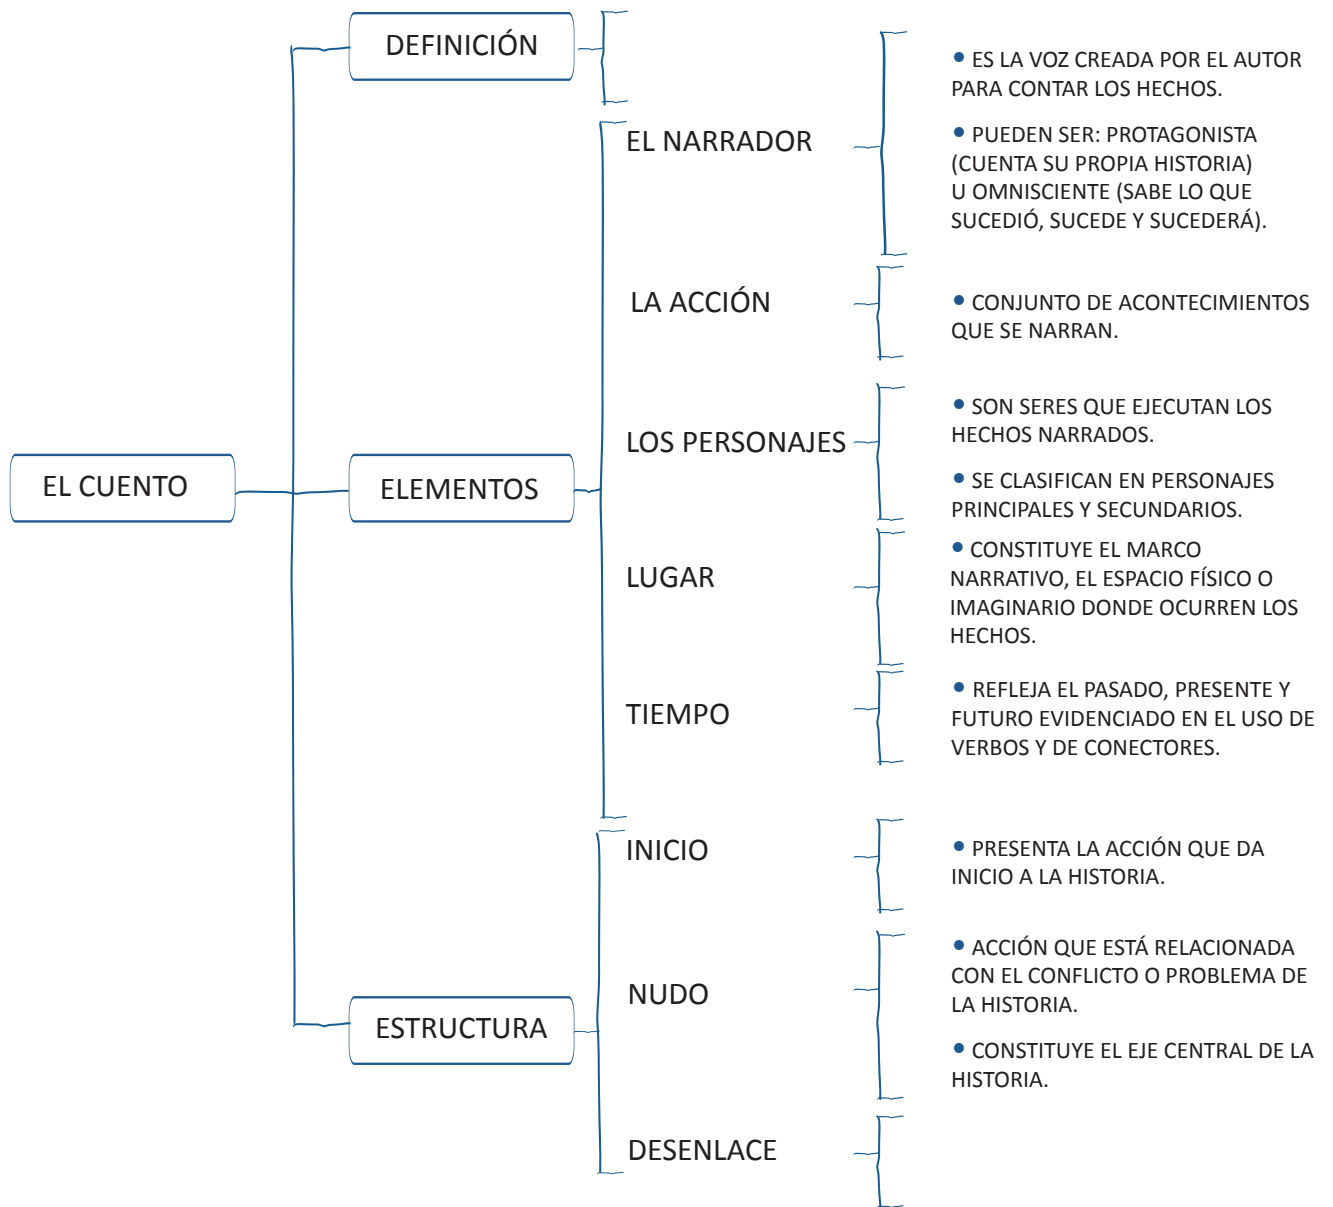 DEFINICIÓN
EL NARRADOR
• ES LA VOZ CREADA POR EL AUTOR
PARA CONTAR LOS HECHOS.
• PUEDEN SER: PROTAGONISTA
(CUENTA SU PROPIA HISTORIA)
U OMNISCIENTE (SABE LO QUE
SUCEDIÓ, SUCEDE Y SUCEDERÁ).
LA ACCIÓN
• CONJUNTO DE ACONTECIMIENTOS
QUE SE NARRAN.
LOS PERSONAJES
• SON SERES QUE EJECUTAN LOS
HECHOS NARRADOS.
• SE CLASIFICAN EN PERSONAJES
PRINCIPALES Y SECUNDARIOS.
EL CUENTO
ELEMENTOS
LUGAR
• CONSTITUYE EL MARCO
NARRATIVO, EL ESPACIO FÍSICO O
IMAGINARIO DONDE OCURREN LOS
HECHOS.
TIEMPO
• REFLEJA EL PASADO, PRESENTE Y
FUTURO EVIDENCIADO EN EL USO DE
VERBOS Y DE CONECTORES.
INICIO
• PRESENTA LA ACCIÓN QUE DA
INICIO A LA HISTORIA.
NUDO
• ACCIÓN QUE ESTÁ RELACIONADA
CON EL CONFLICTO O PROBLEMA DE
LA HISTORIA.
• CONSTITUYE EL EJE CENTRAL DE LA
HISTORIA.
ESTRUCTURA
DESENLACE